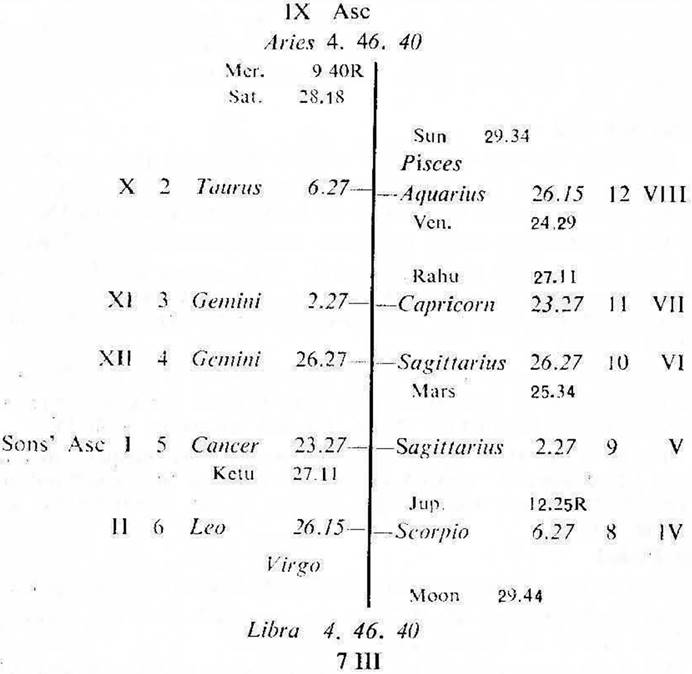 IX Asc
Aries 4. 46. 40
Mer. 9 40R
Sat. 28.18
Sun 29.34
Pisces
X 2 Taurus 6.27
Aquarius 26.15 12 VIII
Ven. 24.29
Rahu 27.11
XI 3 Gemini 2.27
Capricorn 23.27 11 VII
XII 4 Gemini 26.27
Sagittarius 26.27 10 VI
Mars 25.34
Sons' Asc I 5 Cancer 23.27
Sagittarius 2.27 9 V
Ketu 27.11
Jup. 12.25R
II 6 Leo 26.15
Scorpio 6.27 8 IV
Virgo
Moon 29.44
Libra 4. 46. 40
7 III